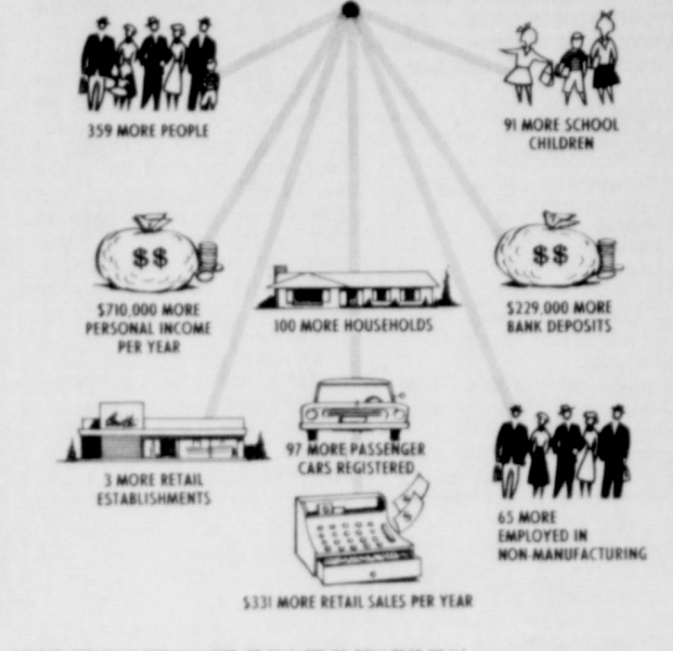 359 MORE PEOPLE
91 MORE SCHOOL
CHILDREN
$$
$710,000 MORE
PERSONAL INCOME
PER YEAR
100 MORE HOUSEHOLDS
$$
$229,000 MORE
BANK DEPOSITS
3 MORE RETAIL
ESTABLISHMENTS
97 MORE PASSENGER
CARS REGISTERED
65 MORE
EMPLOYED IN
NON-MANUFACTURING
$
$
$331 MORE RETAIL SALES PER YEAR